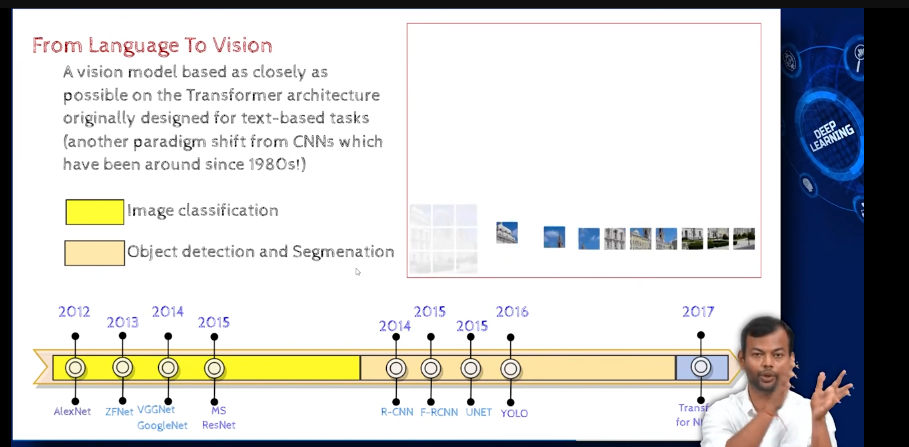 From Language To Vision
A vision model based as closely as
possible on the Transformer architecture
originally designed for text-based tasks
(another paradigm shift from CNNs which
have been around since 1980s!)
Image classification
Object detection and Segmenation
DEEP
LEARNING
2012
2013
2014
2015
2014
2015
2015
2016
2017
AlexNet
ZFNet
VGGNet
GoogleNet
MS
ResNet
R-CNN
F-RCNN
UNET
YOLO
for